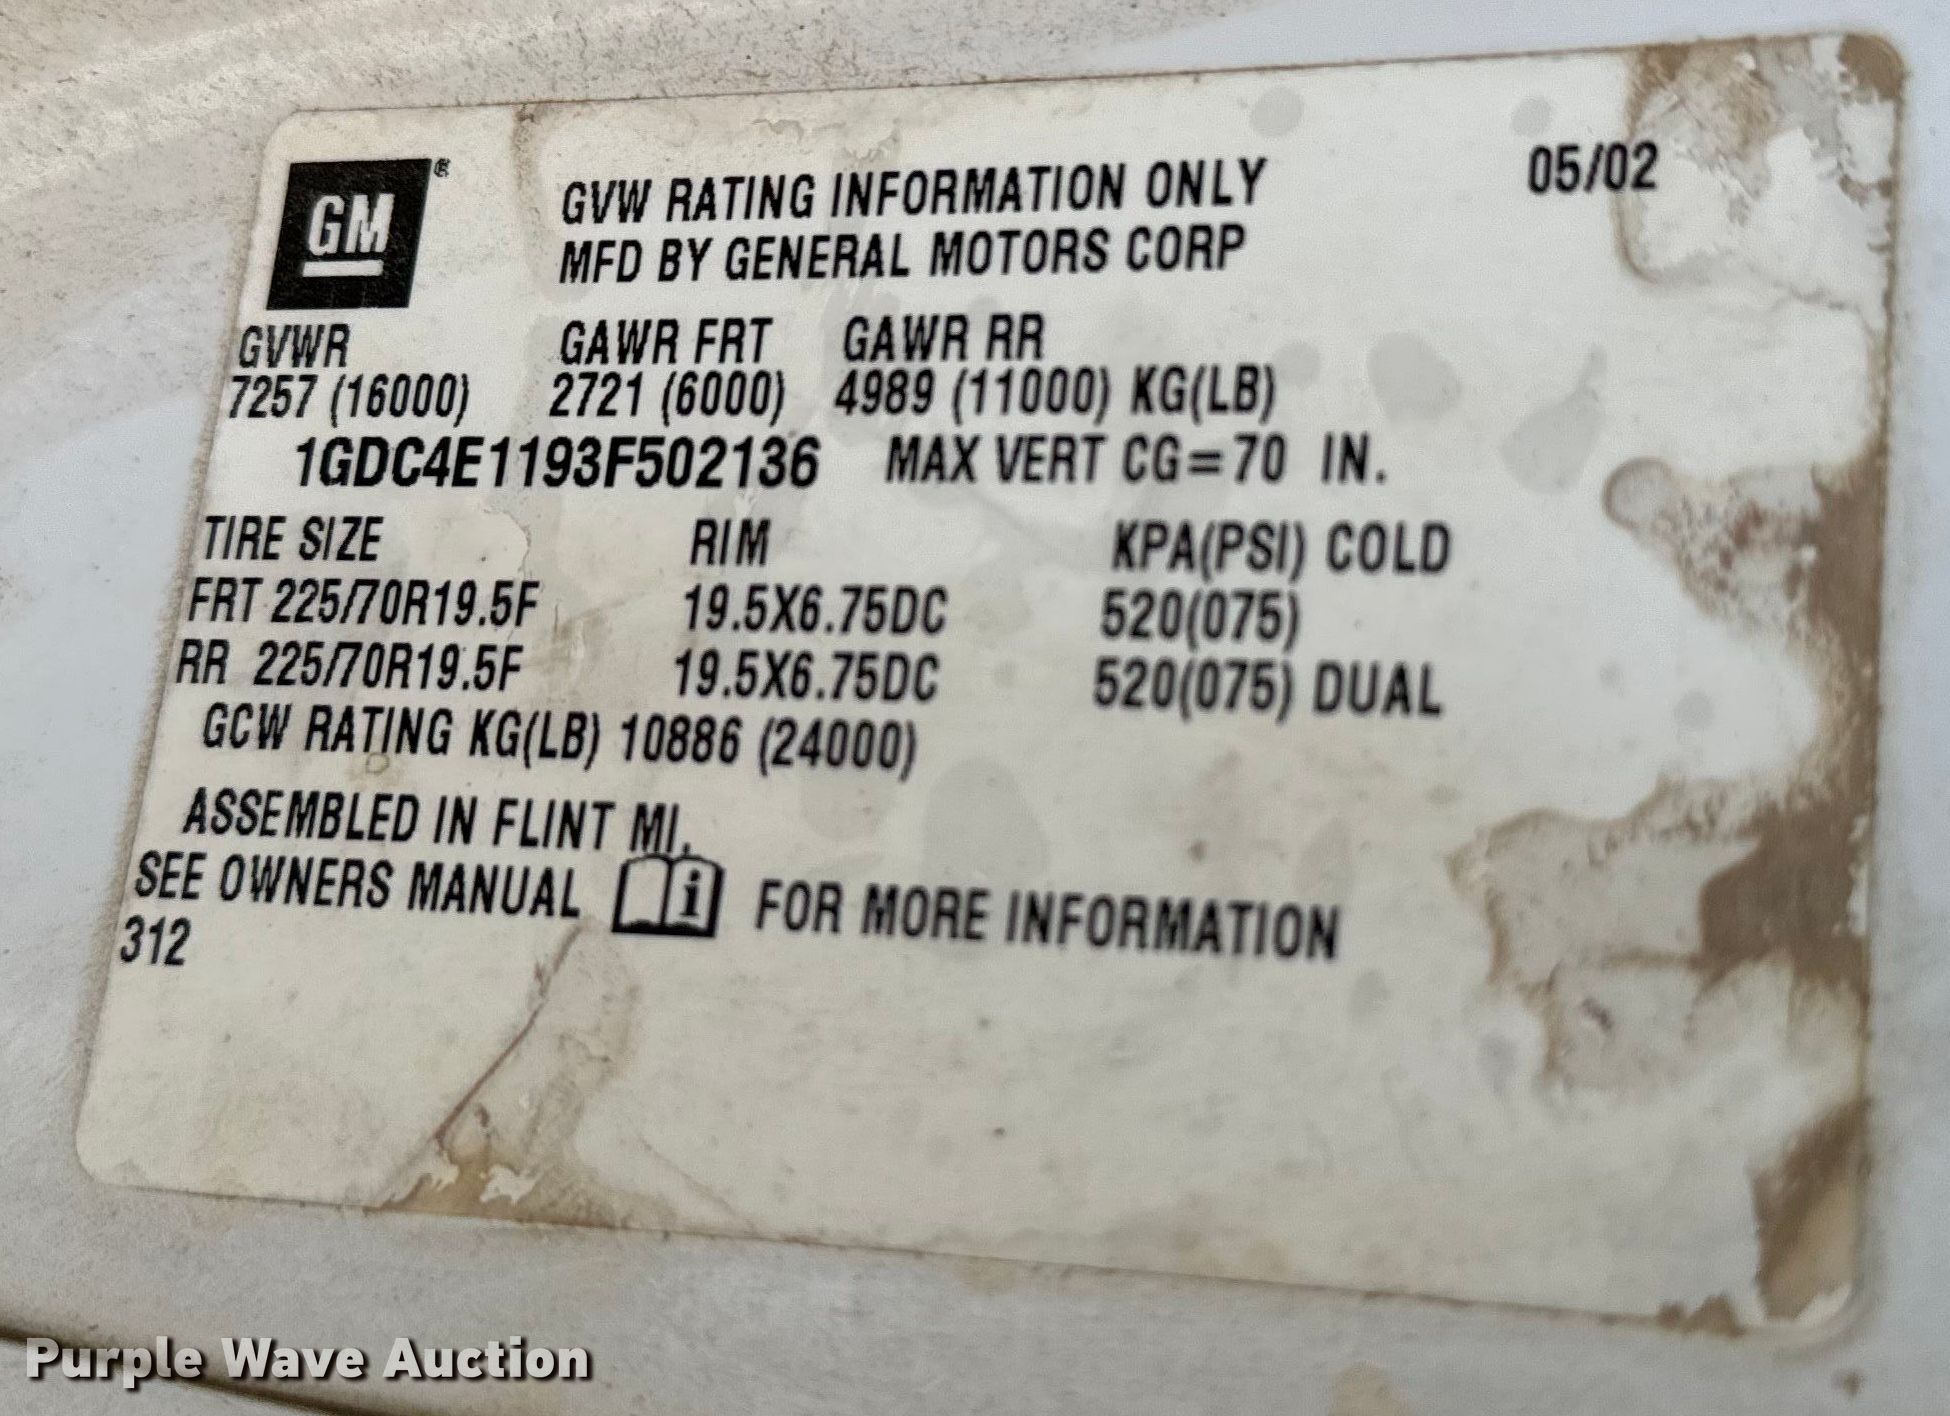 GM
GVW RATING INFORMATION ONLY 05/02
MFD BY GENERAL MOTORS CORP
GVWR GAWR FRT GAWR RR
7257 (16000) 2721 (6000) 4989 (11000) KG(LB)
1GDC4E1193F502136 MAX VERT CG=70 IN.
TIRE SIZE RIM KPA(PSI) COLD
FRT 225/70R19.5F 19.5X6.75DC 520(075)
RR 225/70R19.5F 19.5X6.75DC 520(075) DUAL
GCW RATING KG(LB) 10886 (24000)
ASSEMBLED IN FLINT MI.
SEE OWNERS MANUAL i FOR MORE INFORMATION
312
Purple Wave Auction